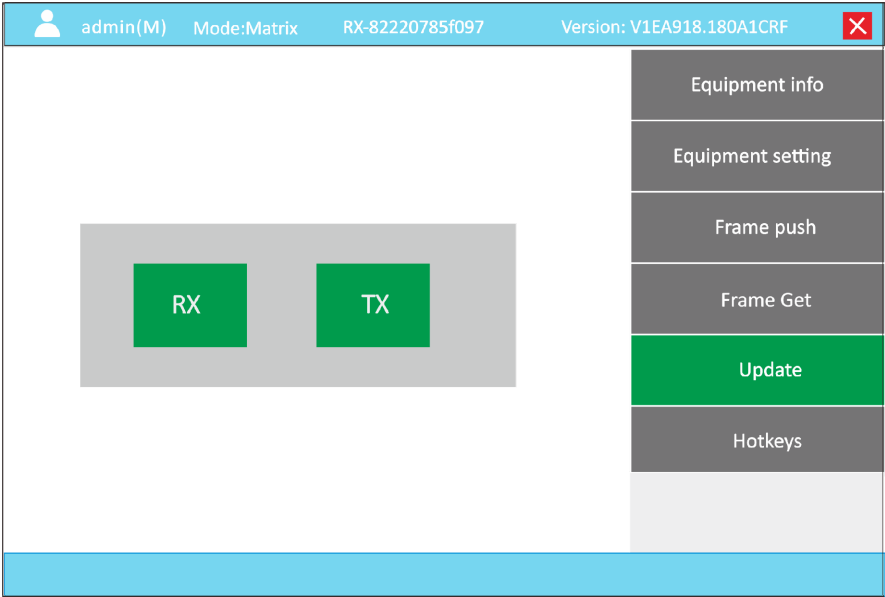 admin(M) Mode:Matrix RX-82220785f097 Version: V1EA918.180A1CRF
Equipment info
Equipment setting
Frame push
Frame Get
Update
Hotkeys
RX TX